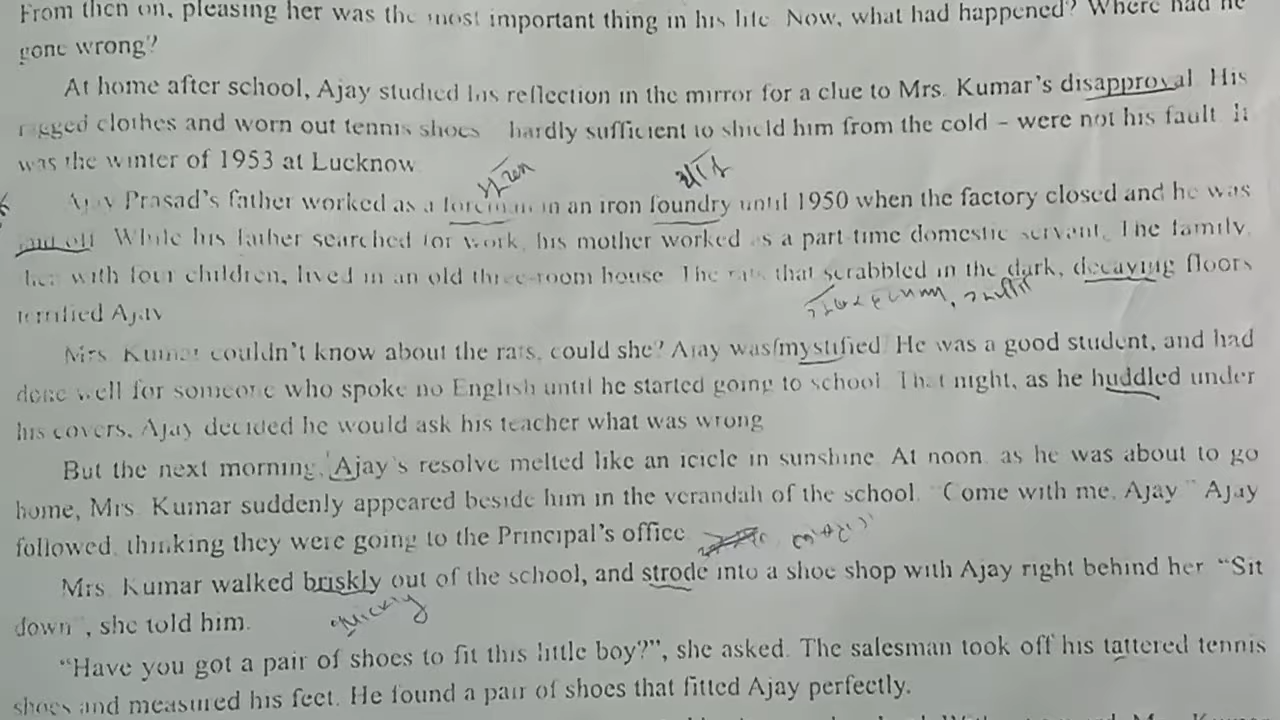 From then on, pleasing her was the most important thing in his life. Now, what had happened? Where had he
gone wrong?
At home after school, Ajay studied his reflection in the mirror for a clue to Mrs. Kumar's disapproval. His
ragged clothes and worn out tennis shoes hardly sufficient to shield him from the cold – were not his fault. It
was the winter of 1953 at Lucknow.
Ajay Prasad's father worked as a foreman in an iron foundry until 1950 when the factory closed and he was
laid off. While his father searched for work, his mother worked as a part-time domestic servant. The family,
with four children, lived in an old three-room house. The rats that scrabbled in the dark, decaying floors
terrified Ajay.
Mrs. Kumar couldn't know about the rats, could she? Ajay was mystified. He was a good student, and had
done well for someone who spoke no English until he started going to school. That night, as he huddled under
his covers, Ajay decided he would ask his teacher what was wrong.
But the next morning, Ajay's resolve melted like an icicle in sunshine. At noon, as he was about to go
home, Mrs. Kumar suddenly appeared beside him in the verandah of the school. "Come with me, Ajay." Ajay
followed, thinking they were going to the Principal's office.
Mrs. Kumar walked briskly out of the school, and strode into a shoe shop with Ajay right behind her. "Sit
down", she told him.
quickly
"Have you got a pair of shoes to fit this little boy?", she asked. The salesman took off his tattered tennis
shoes and measured his feet. He found a pair of shoes that fitted Ajay perfectly.